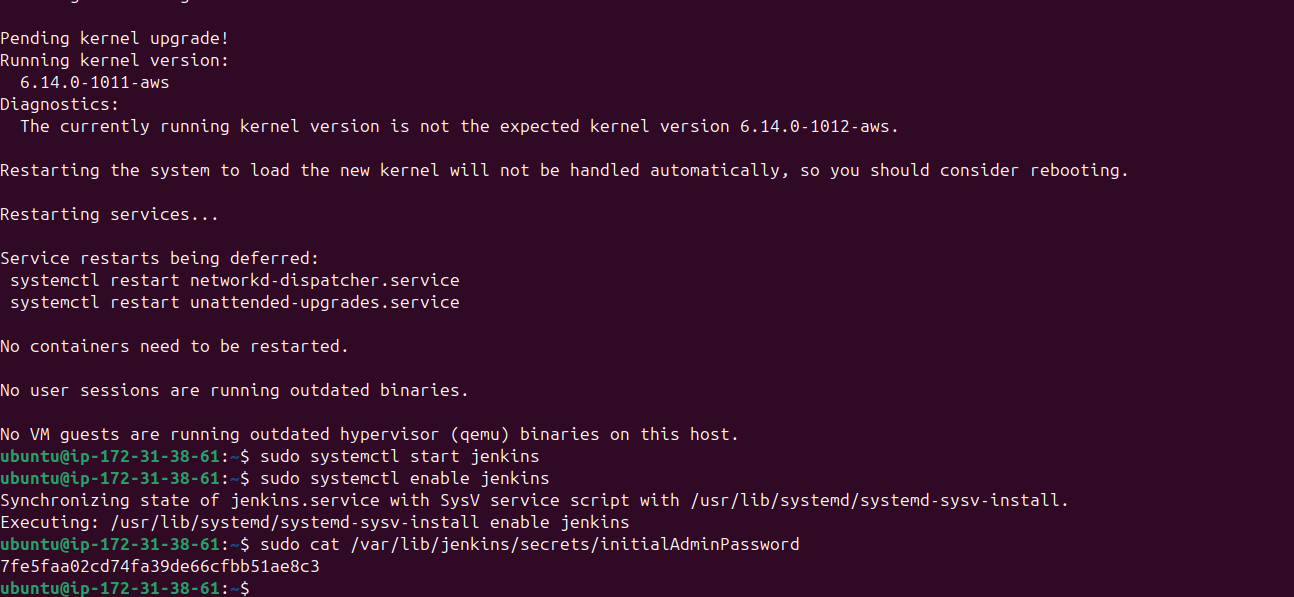 Pending kernel upgrade!
Running kernel version:
  6.14.0-1011-aws
Diagnostics:
  The currently running kernel version is not the expected kernel version 6.14.0-1012-aws.
Restarting the system to load the new kernel will not be handled automatically, so you should consider rebooting.
Restarting services...
Service restarts being deferred:
 systemctl restart networkd-dispatcher.service
 systemctl restart unattended-upgrades.service
No containers need to be restarted.
No user sessions are running outdated binaries.
No VM guests are running outdated hypervisor (qemu) binaries on this host.
ubuntu@ip-172-31-38-61:~$ sudo systemctl start jenkins
ubuntu@ip-172-31-38-61:~$ sudo systemctl enable jenkins
Synchronizing state of jenkins.service with SysV service script with /usr/lib/systemd/systemd-sysv-install.
Executing: /usr/lib/systemd/systemd-sysv-install enable jenkins
ubuntu@ip-172-31-38-61:~$ sudo cat /var/lib/jenkins/secrets/initialAdminPassword
7fe5faa02cd74fa39de66cfbb51ae8c3
ubuntu@ip-172-31-38-61:~$